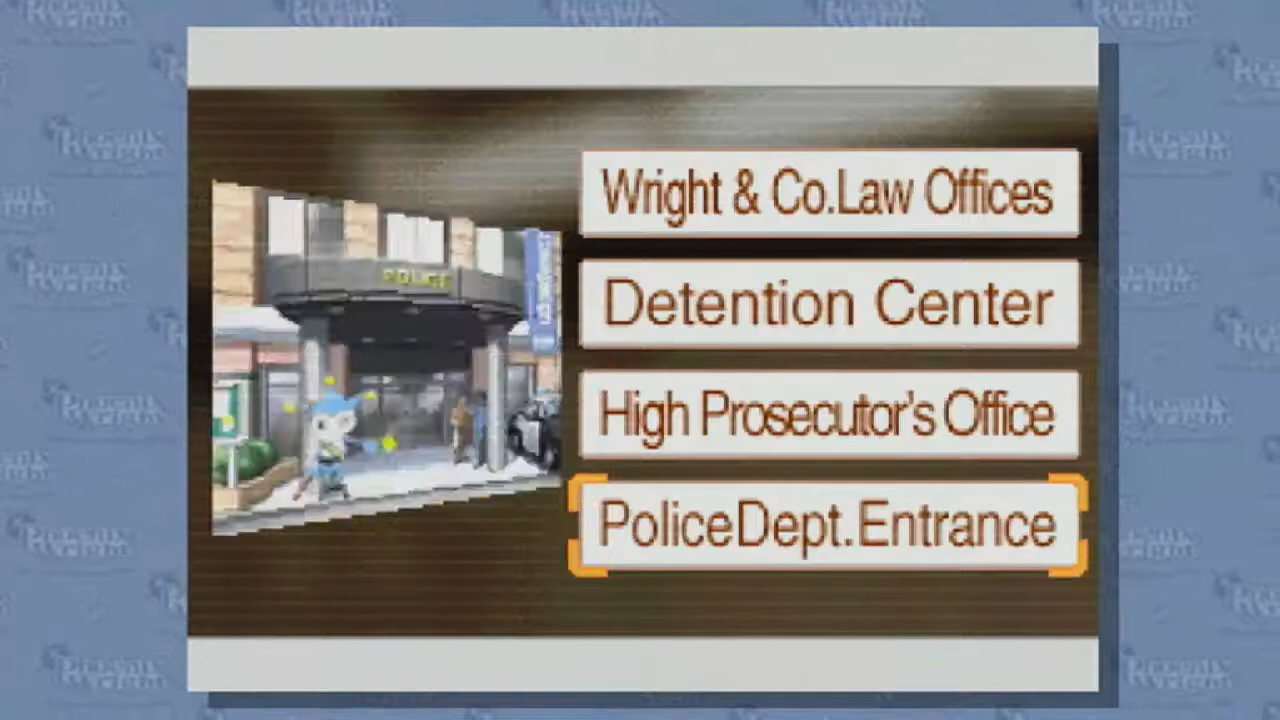 POLICE
Wright & Co.Law Offices
Detention Center
High Prosecutor's Office
PoliceDept.Entrance